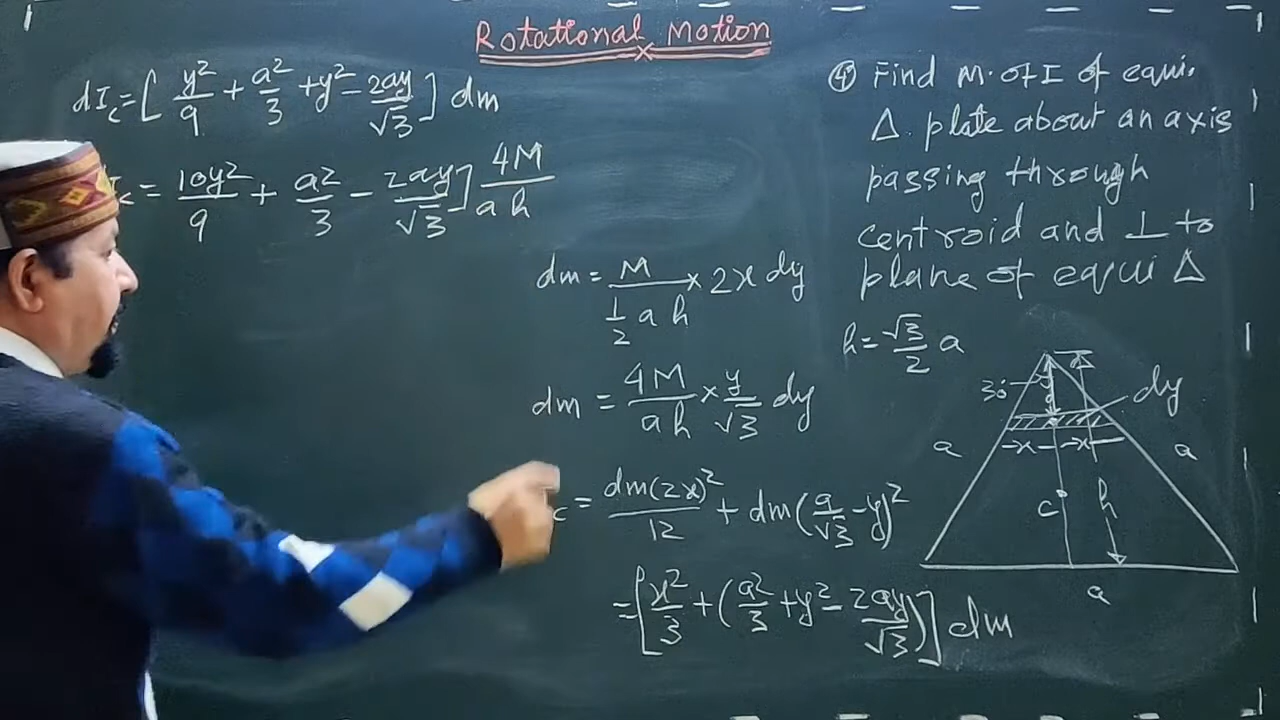 Rotational Motion
dI_c = [ y²/9 + a²/3 + y² - 2ay/√3 ] dm
c = 10y²/9 + a²/3 - 2ay/√3 ] 4M/ah
dm = M/(1/2 a h) × 2x dy
dm = 4M/ah × y/√3 dy
c = dm(2x)²/12 + dm(a/√3 - y)²
= [ x²/3 + (a²/3 + y² - 2ay/√3) ] dm
④ Find M. of I of equi.
Δ. plate about an axis
passing through
centroid and ⊥ to
plane of equi Δ
h = √3/2 a
30°
y
dy
-x- -x-
a
a
c
h
a